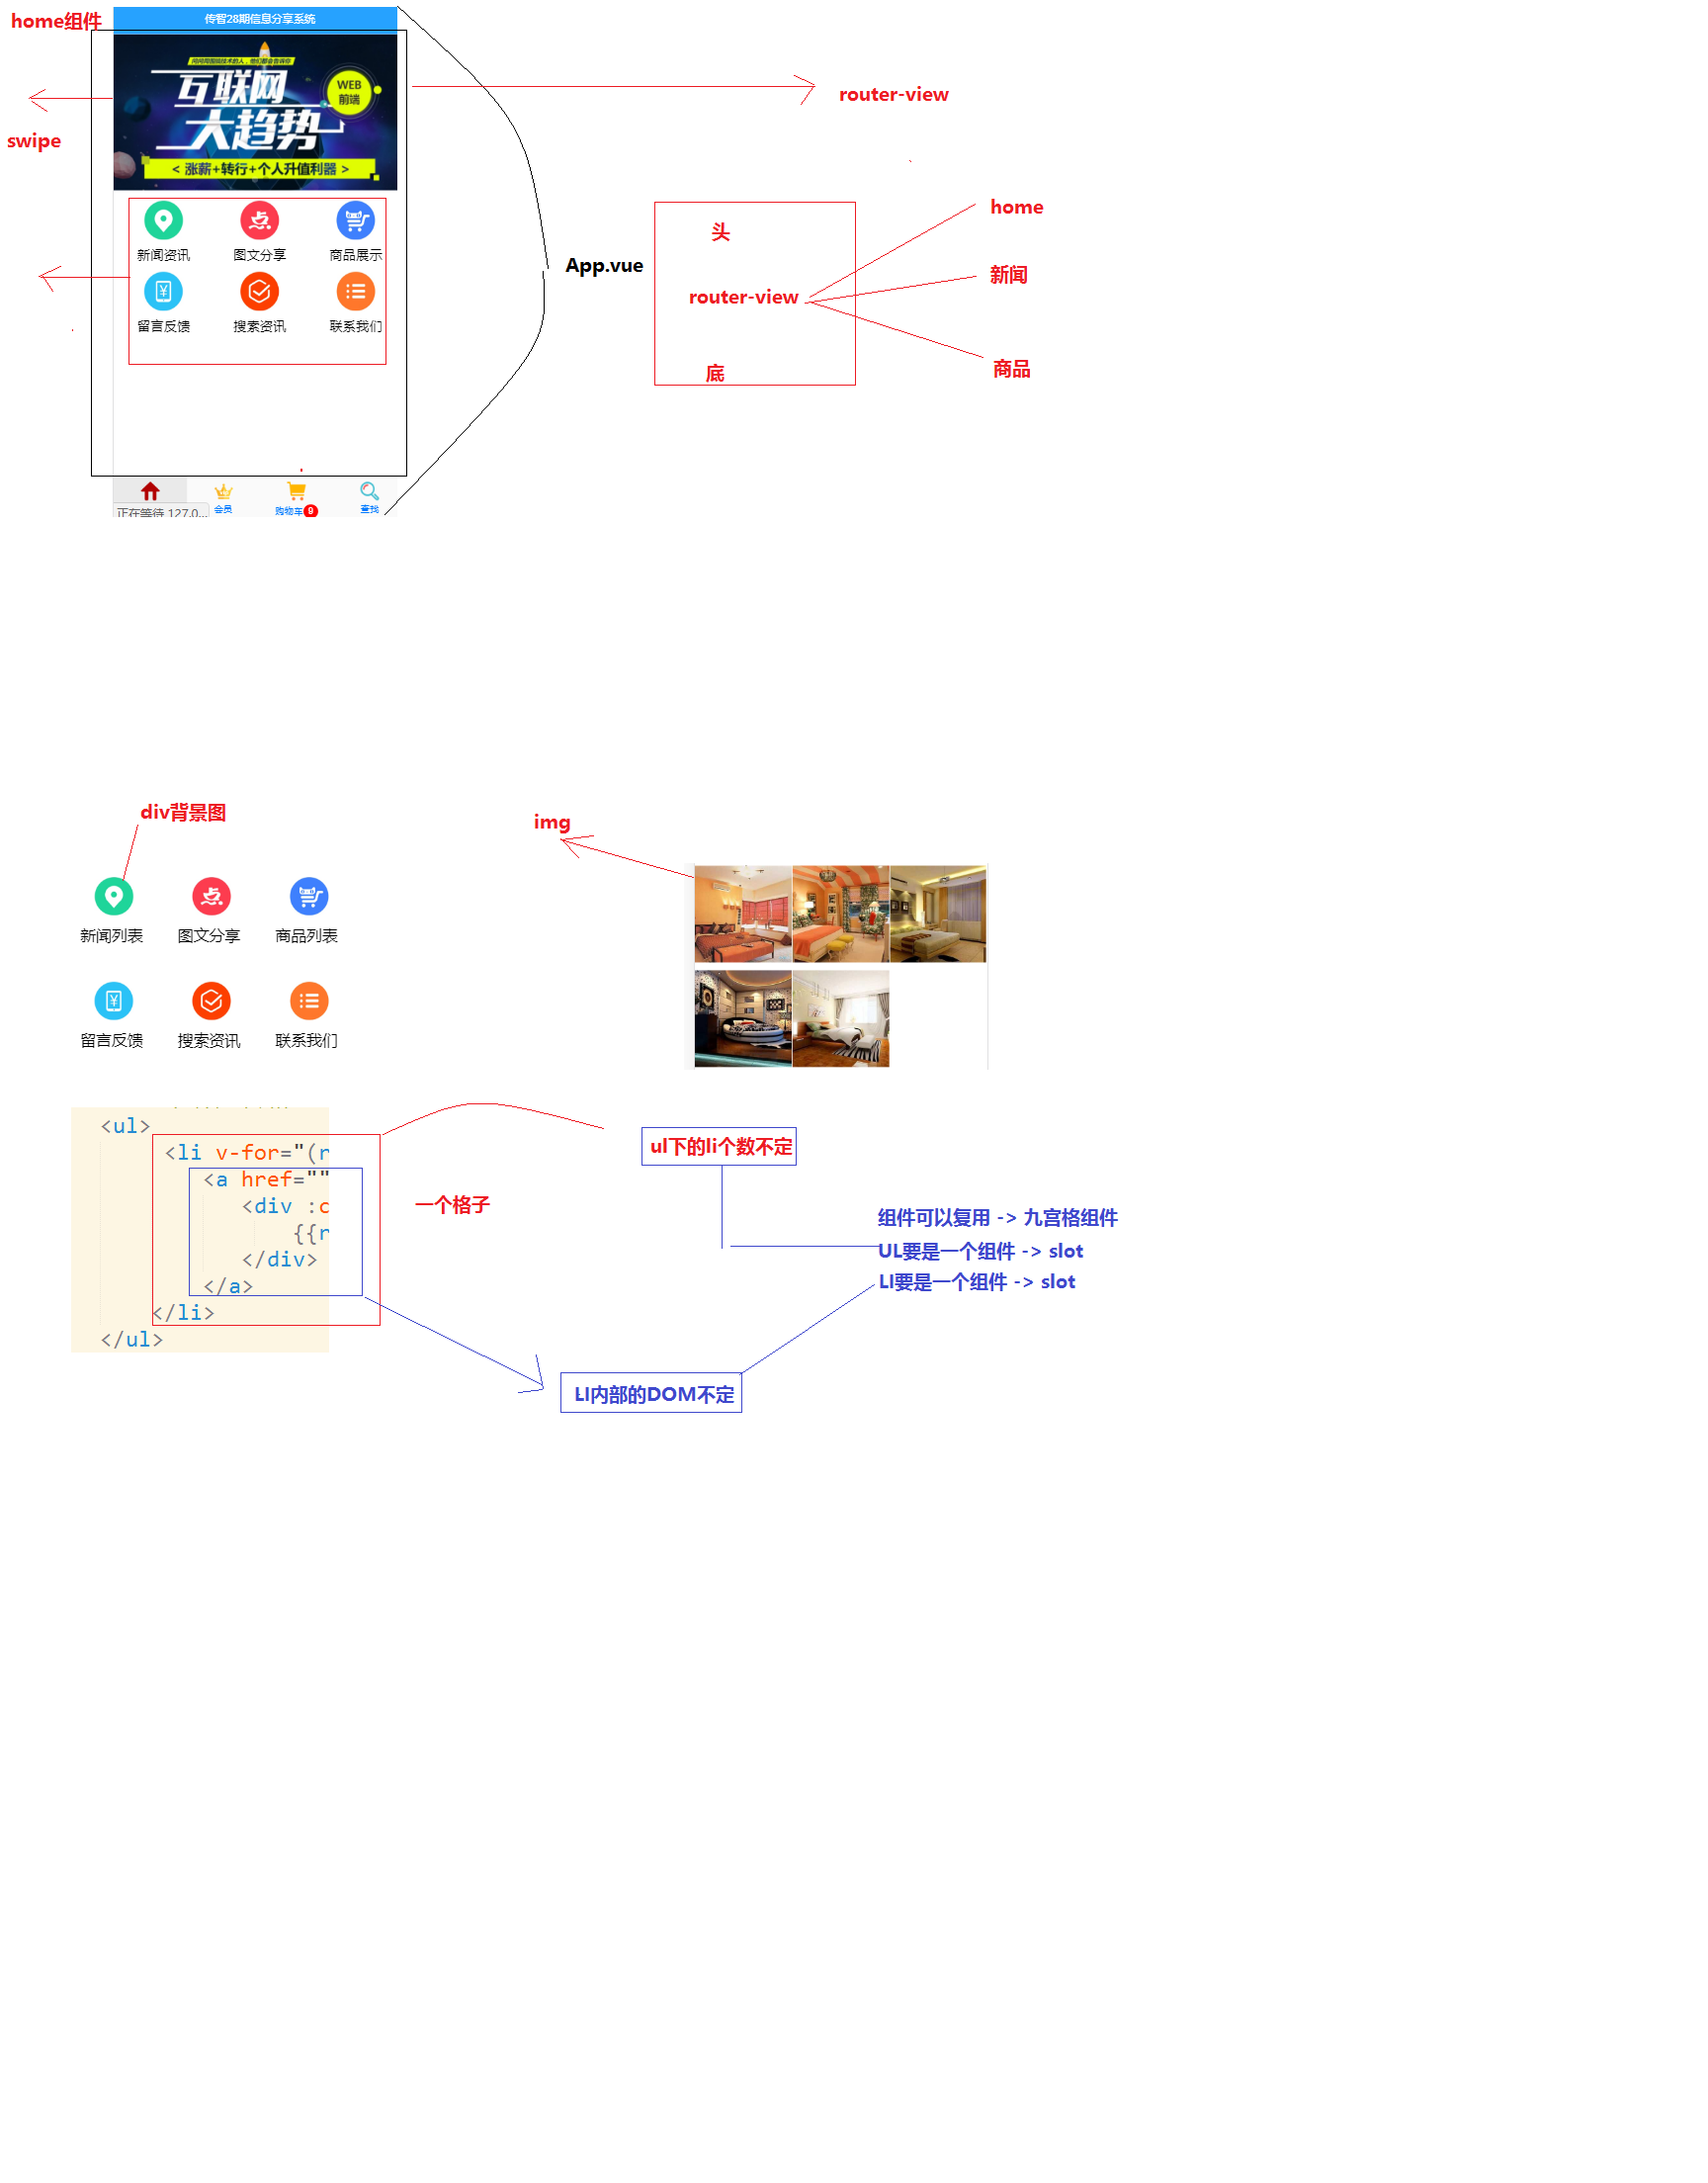 home组件
传智28期信息分享系统
互联网
大趋势
WEB
前端
< 涨薪+转行+个人升值利器 >
swipe
router-view
新闻资讯
图文分享
商品展示
留言反馈
搜索资讯
联系我们
App.vue
头
router-view
底
home
新闻
商品
正在等待 127.0...
会员
购物车
9
查找
div背景图
img
新闻列表
图文分享
商品列表
留言反馈
搜索资讯
联系我们
<ul>
<li v-for="(r
<a href=""
<div :c
{{r
</div>
</a>
</li>
</ul>
一个格子
ul下的li个数不定
组件可以复用 -> 九宫格组件
UL要是一个组件 -> slot
LI要是一个组件 -> slot
LI内部的DOM不定